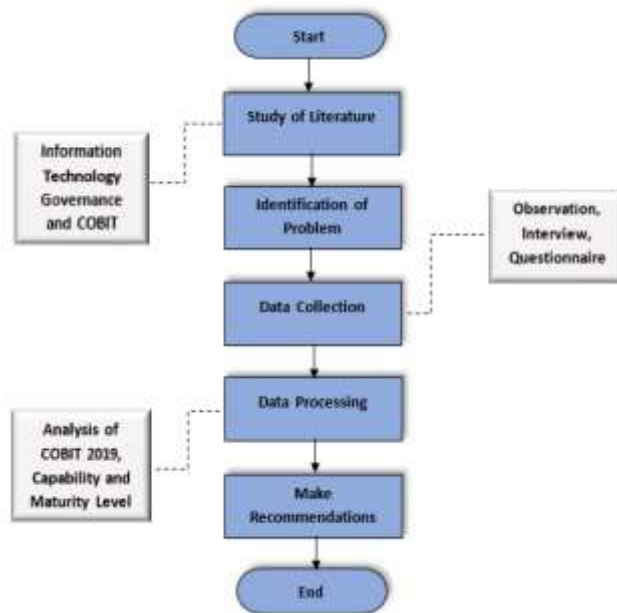 Start
Study of Literature
Information
Technology
Governance
and COBIT
Identification of
Problem
Observation,
Interview,
Questionnaire
Data Collection
Data Processing
Analysis of
COBIT 2019,
Capability and
Maturity Level
Make
Recommendations
End